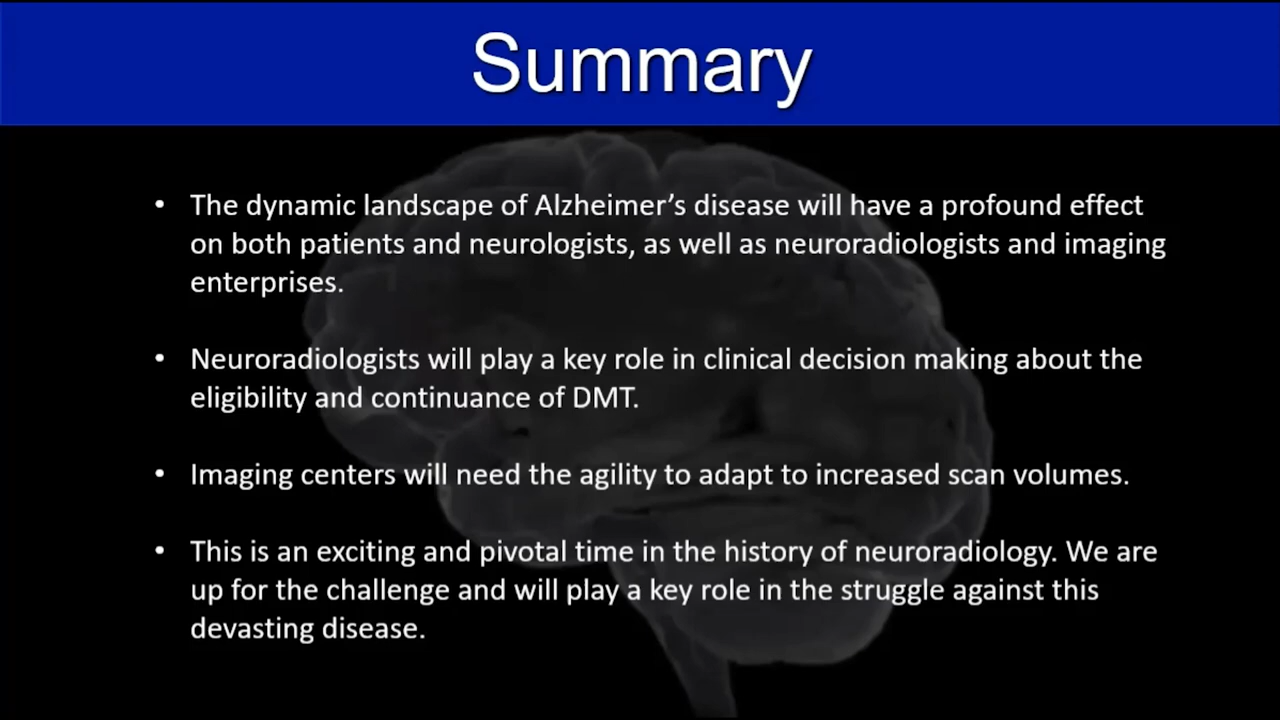 Summary
• The dynamic landscape of Alzheimer’s disease will have a profound effect
on both patients and neurologists, as well as neuroradiologists and imaging
enterprises.
• Neuroradiologists will play a key role in clinical decision making about the
eligibility and continuance of DMT.
• Imaging centers will need the agility to adapt to increased scan volumes.
• This is an exciting and pivotal time in the history of neuroradiology. We are
up for the challenge and will play a key role in the struggle against this
devasting disease.